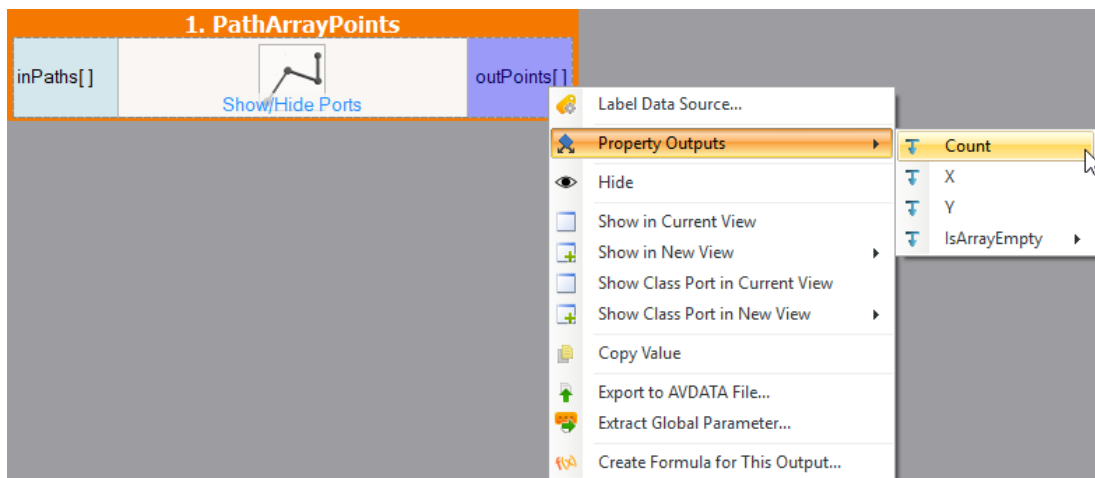 1. PathArrayPoints
inPaths[ ]
Show/Hide Ports
outPoints[ ]
Label Data Source...
Property Outputs
Hide
Show in Current View
Show in New View
Show Class Port in Current View
Show Class Port in New View
Copy Value
Export to AVDATA File...
Extract Global Parameter...
f(x) Create Formula for This Output...
Count
X
Y
IsArrayEmpty